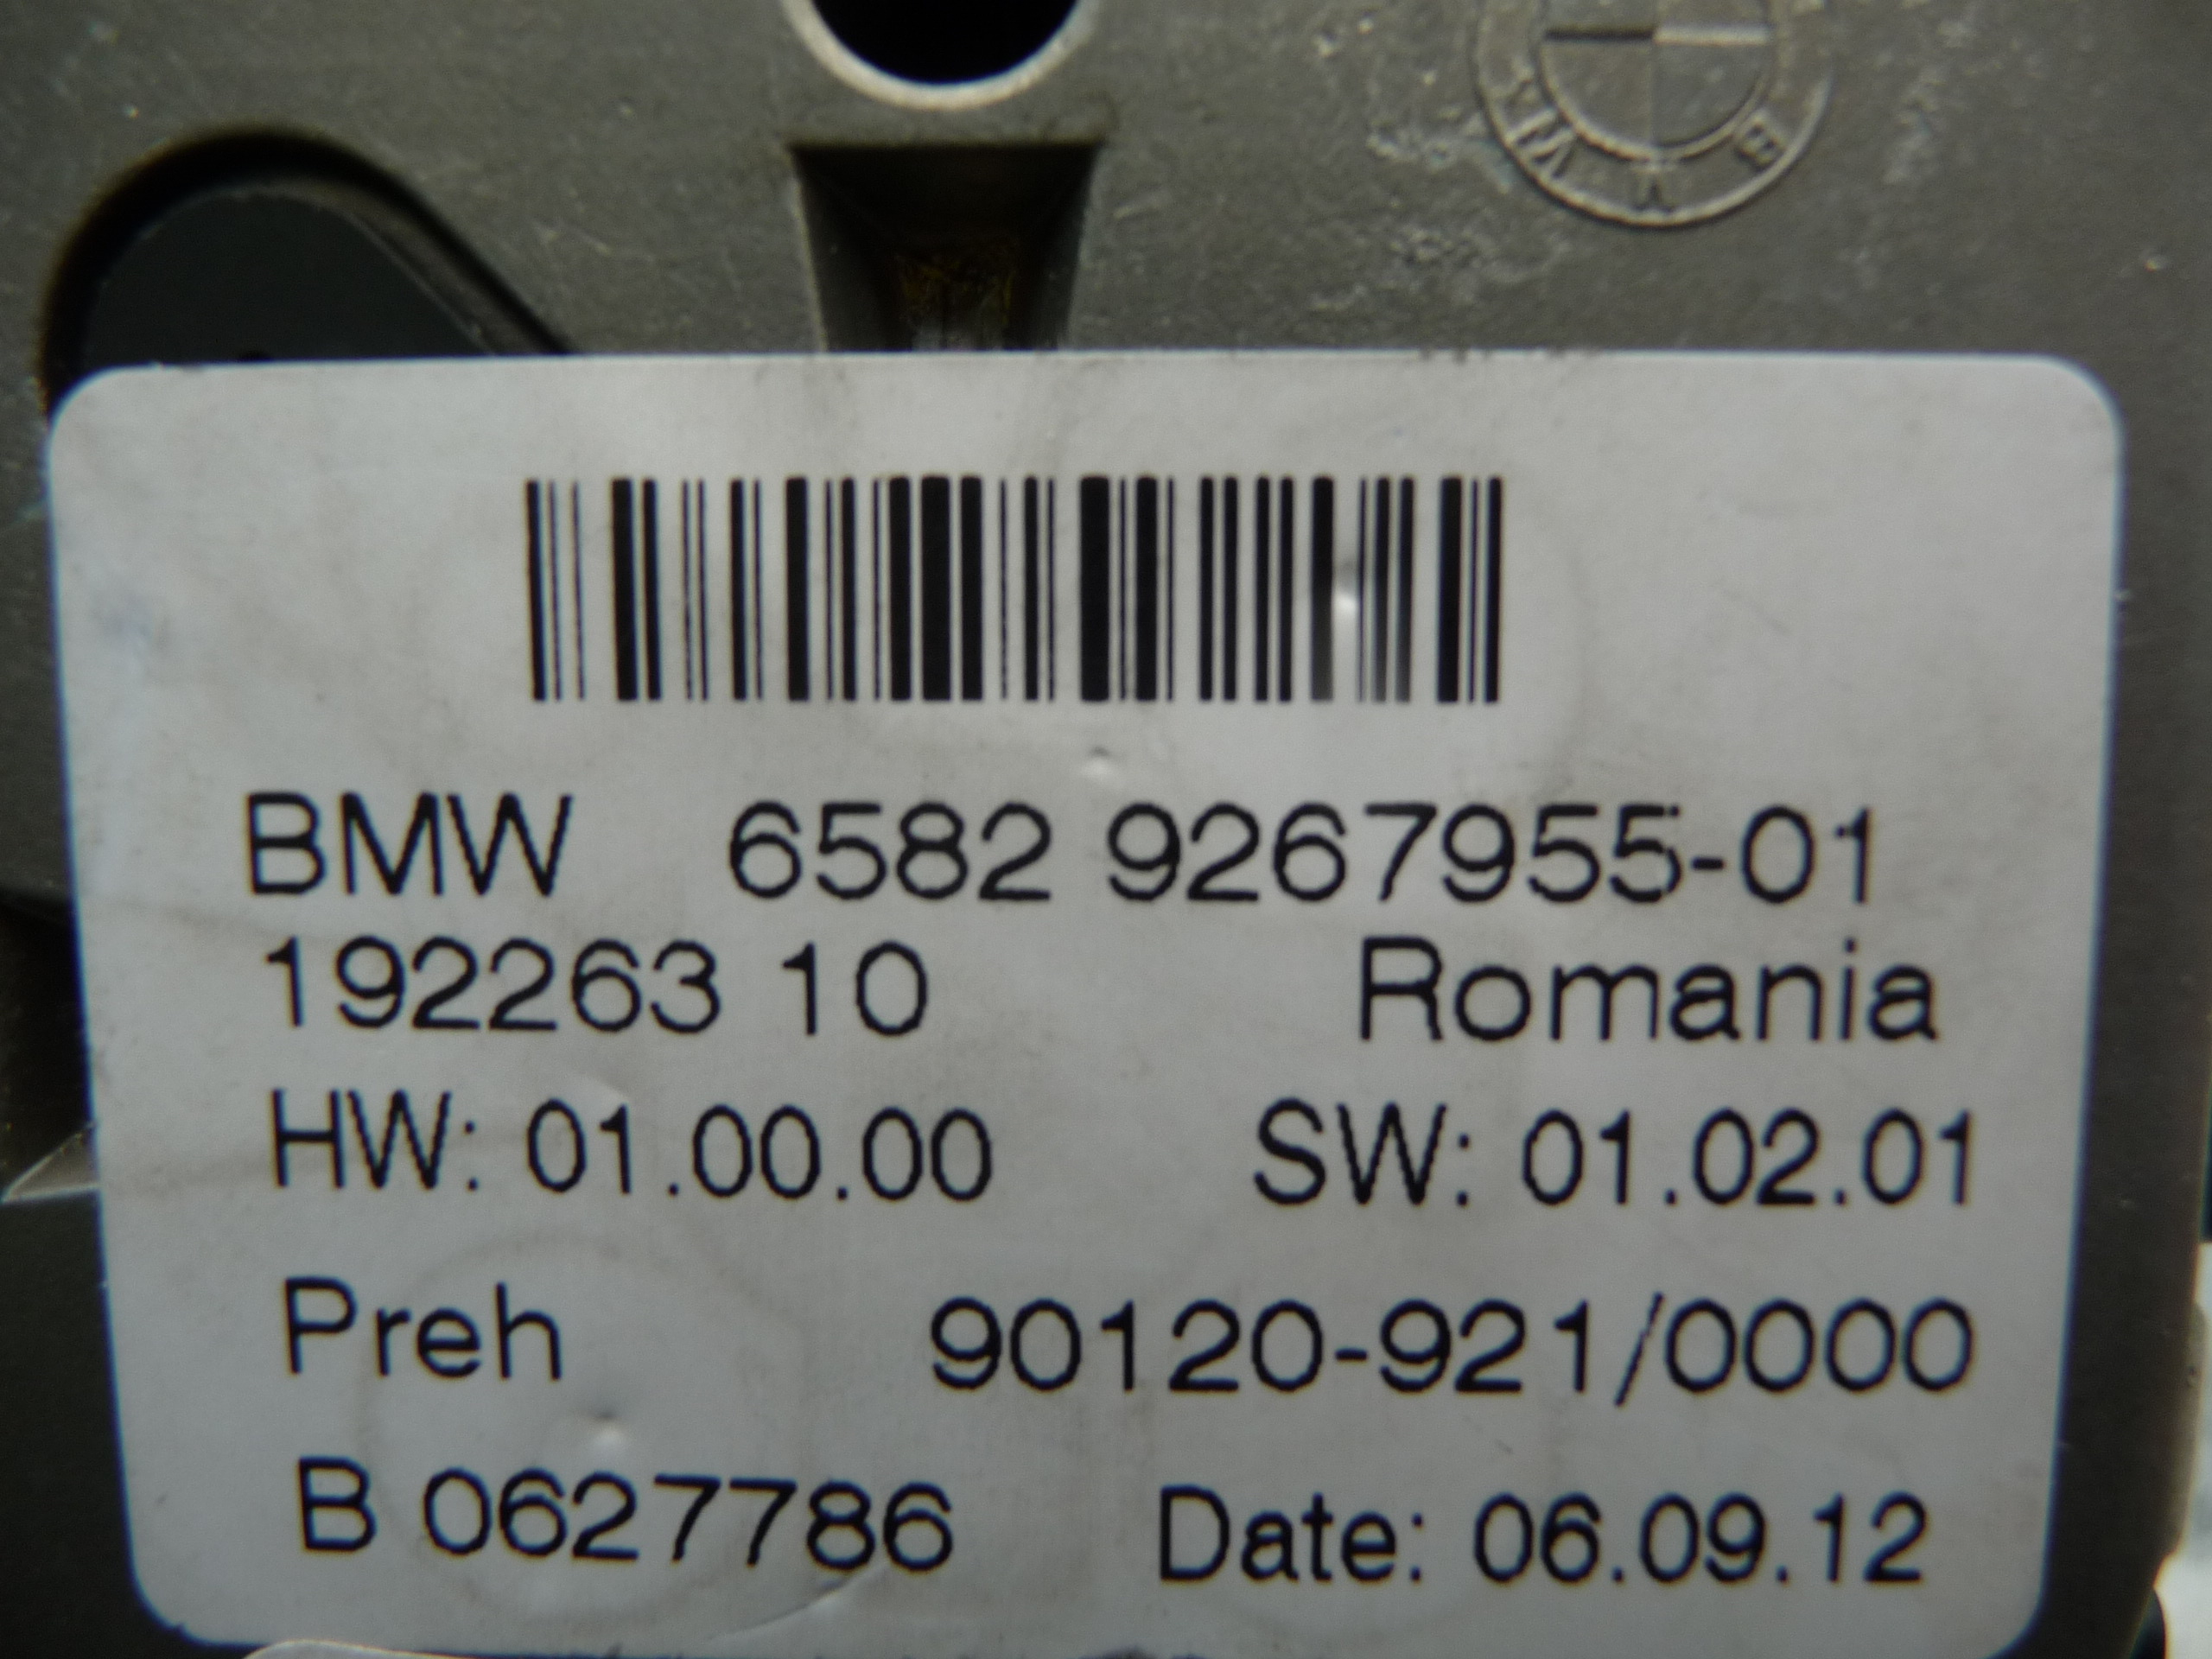 BMW
BMW 6582 9267955-01
192263 10 Romania
HW: 01.00.00 SW: 01.02.01
Preh 90120-921/0000
B 0627786 Date: 06.09.12